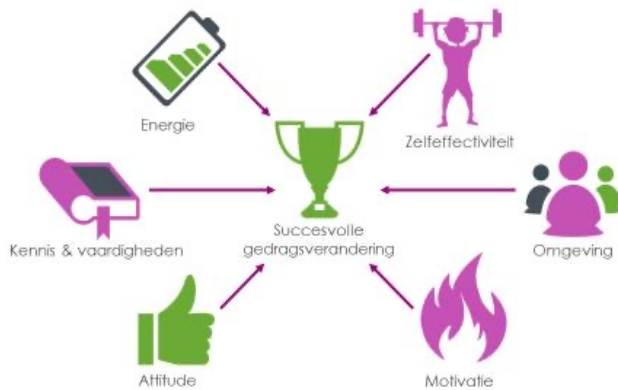 Energie
Zelfeffectiviteit
Kennis & vaardigheden
Succesvolle
gedragsverandering
Omgeving
Attitude
Motivatie